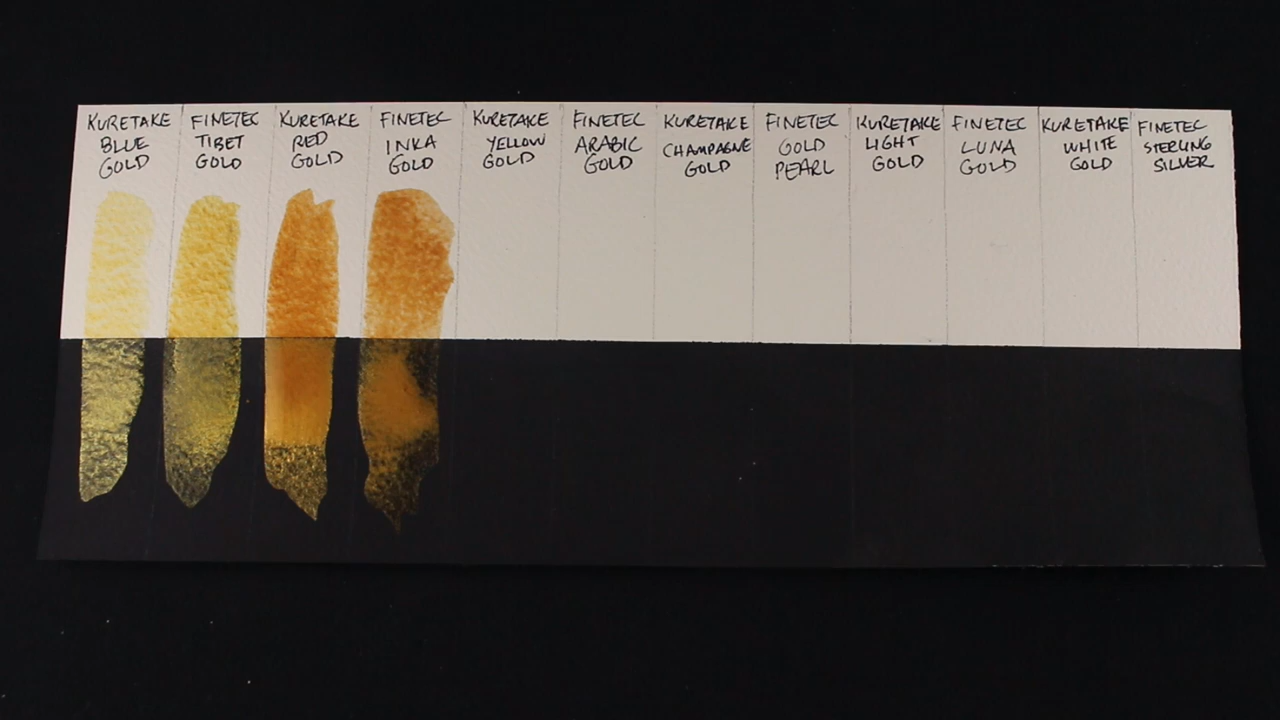 KURETAKE
BLUE
GOLD
FINETEC
TIBET
GOLD
KURETAKE
RED
GOLD
FINETEC
INKA
GOLD
KURETAKE
YELLOW
GOLD
FINETEC
ARABIC
GOLD
KURETAKE
CHAMPAGNE
GOLD
FINETEC
GOLD
PEARL
KURETAKE
LIGHT
GOLD
FINETEC
LUNA
GOLD
KURETAKE
WHITE
GOLD
FINETEC
STERLING
SILVER